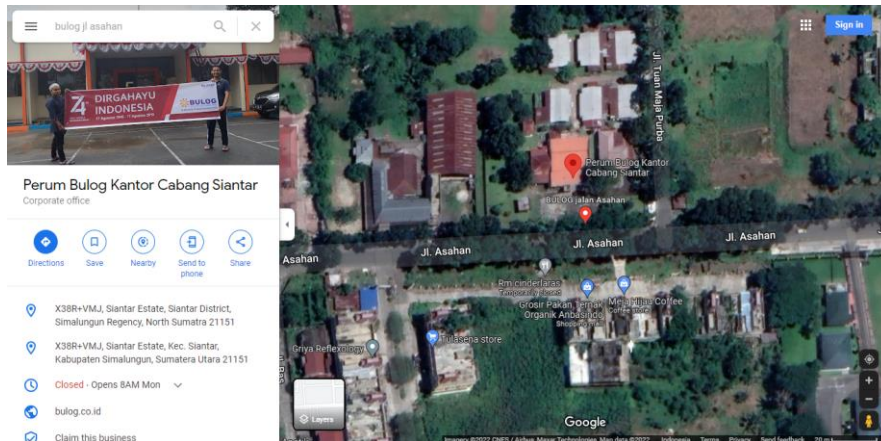 bulog jl asahan
Sign in
DIRGAHAYU
INDONESIA
BULOG
Perum Bulog Kantor Cabang Siantar
Corporate office
Directions
Save
Nearby
Send to
phone
Share
X38R+VMJ, Siantar Estate, Siantar District,
Simalungun Regency, North Sumatra 21151
X38R+VMJ, Siantar Estate, Kec. Siantar,
Kabupaten Simalungun, Sumatera Utara 21151
Closed - Opens 8AM Mon
bulog.co.id
Claim this business
Jl. Tuan Maja Purba
Perum Bulog Kantor
Cabang Siantar
BULOG jalan Asahan
Asahan
Jl. Asahan
Jl. Asahan
Jl. Asahan
Rm cinderlaras
Temporarily closed
Grosir Pakan Ternak
Organik Anbasindo
Meja Hijau Coffee
Coffee store
Tulasena store
Griya Reflexology
Layers
Google
Imagery ©2022 CNES / Airbus, Maxar Technologies, Map data ©2022
Indonesia
Terms
Privacy
Send feedback
20 m